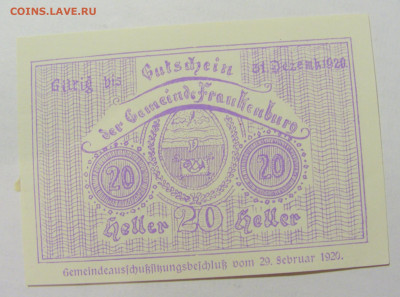 COINS.LAVE.RU
Gutschein
Gültig bis 31. Dezemb. 1920
der Gemeinde Frankenburg
20 20
Heller 20 Heller
Gemeindeausschußsitzungsbeschluß vom 29. Februar 1920.